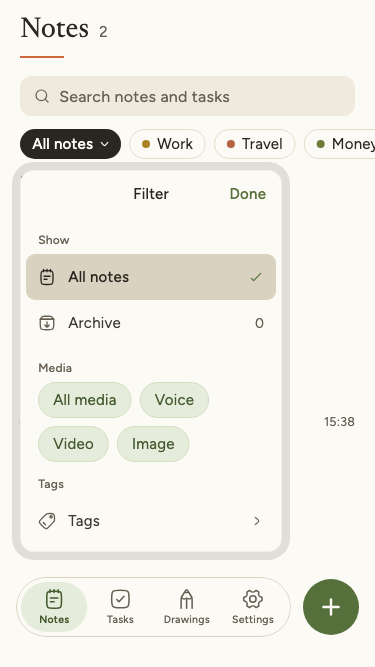 Notes 2
Search notes and tasks
All notes Work Travel Money
Filter Done
Show
All notes
Archive 0
Media
All media Voice
15:38
Video Image
Tags
Tags
Notes Tasks Drawings Settings